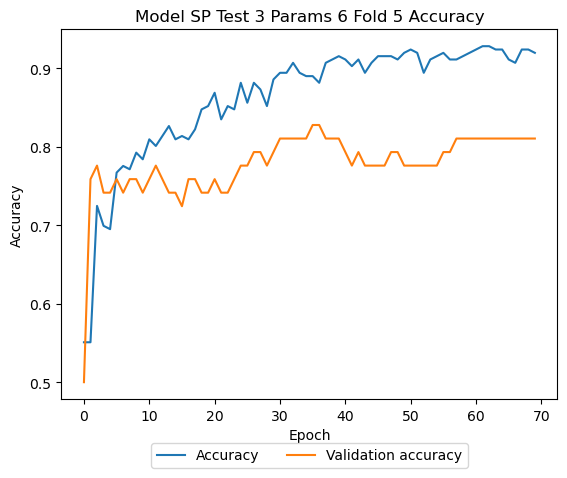 Model SP Test 3 Params 6 Fold 5 Accuracy
0.9
0.8
0.7
0.6
0.5
Accuracy
0 10 20 30 40 50 60 70
Epoch
Accuracy Validation accuracy